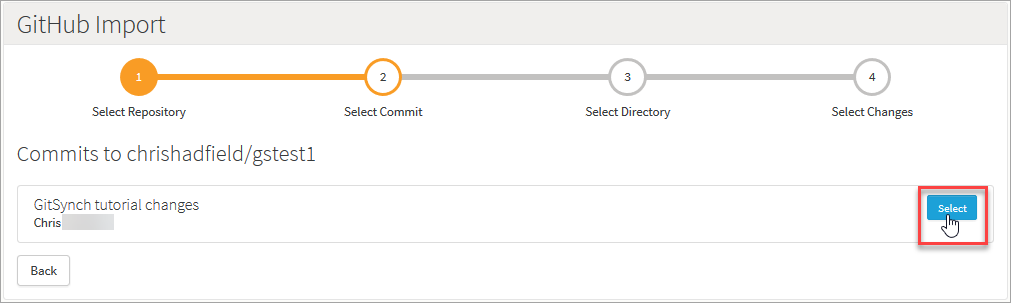 GitHub Import
1 2 3 4
Select Repository Select Commit Select Directory Select Changes
Commits to chrishadfield/gstest1
GitSynch tutorial changes
Chris
Select
Back